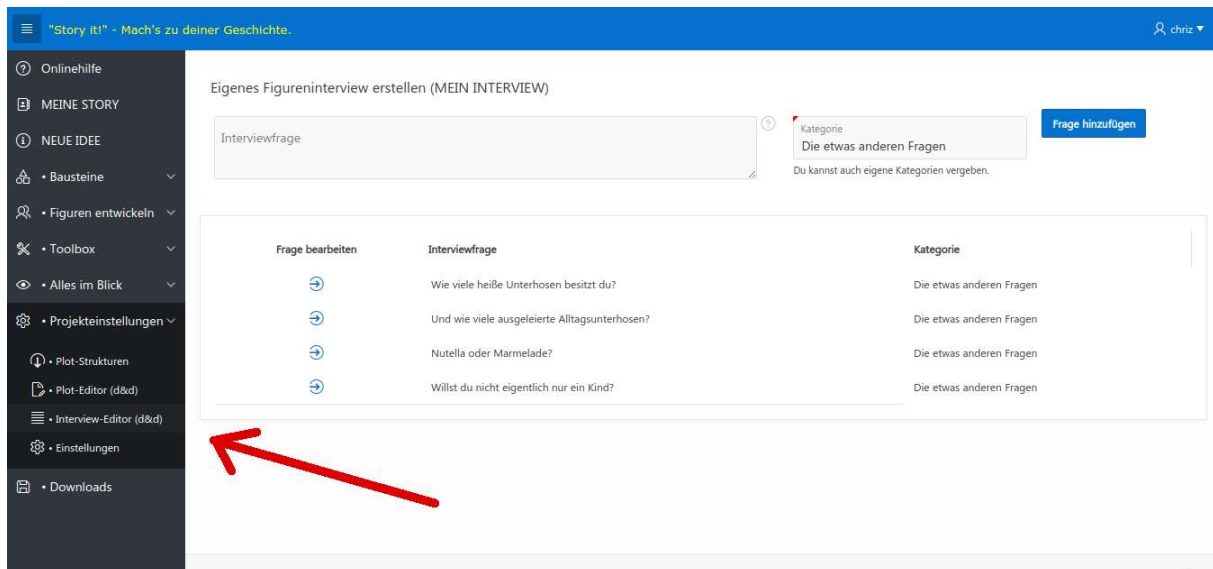 "Story it!" - Mach's zu deiner Geschichte.
chriz
Onlinehilfe
MEINE STORY
NEUE IDEE
• Bausteine
• Figuren entwickeln
• Toolbox
• Alles im Blick
• Projekteinstellungen
• Plot-Strukturen
• Plot-Editor (d&d)
• Interview-Editor (d&d)
• Einstellungen
• Downloads
Eigenes Figureninterview erstellen (MEIN INTERVIEW)
Interviewfrage
Kategorie
Die etwas anderen Fragen
Du kannst auch eigene Kategorien vergeben.
Frage hinzufügen
Frage bearbeiten Interviewfrage Kategorie
Wie viele heiße Unterhosen besitzt du? Die etwas anderen Fragen
Und wie viele ausgeleierte Alltagsunterhosen? Die etwas anderen Fragen
Nutella oder Marmelade? Die etwas anderen Fragen
Willst du nicht eigentlich nur ein Kind? Die etwas anderen Fragen